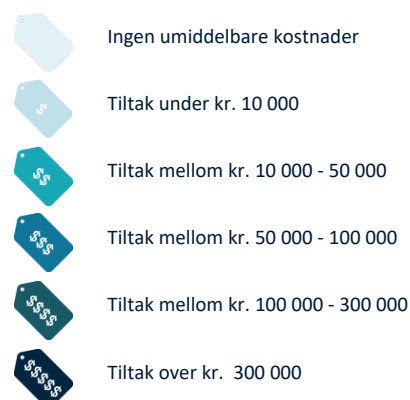 Ingen umiddelbare kostnader
$ Tiltak under kr. 10 000
$$ Tiltak mellom kr. 10 000 - 50 000
$$$ Tiltak mellom kr. 50 000 - 100 000
$$$$ Tiltak mellom kr. 100 000 - 300 000
$$$$$ Tiltak over kr. 300 000